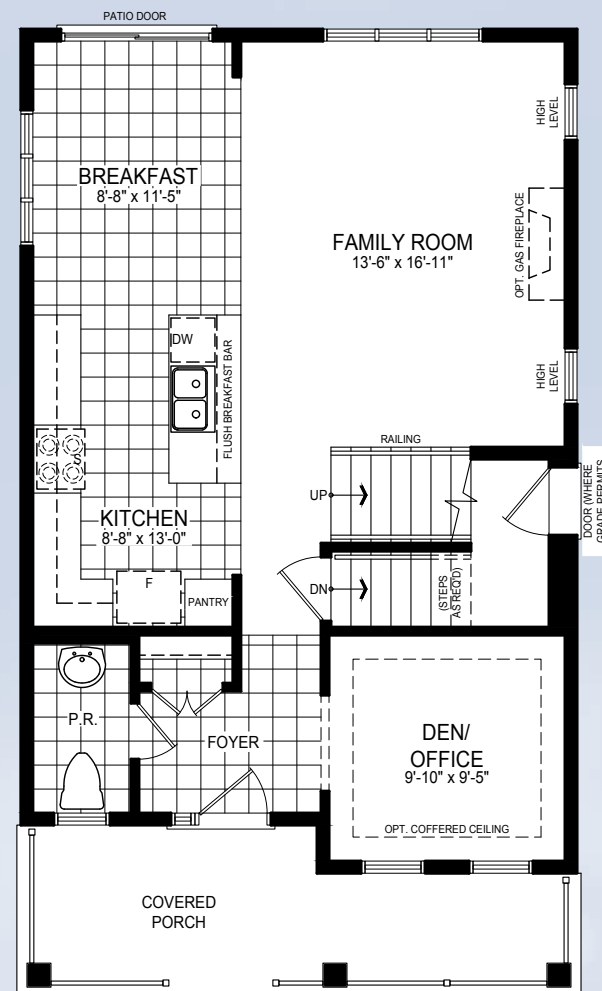 PATIO DOOR
BREAKFAST
8'-8" x 11'-5"
HIGH
LEVEL
FAMILY ROOM
13'-6" x 16'-11"
OPT. GAS FIREPLACE
DW
FLUSH BREAKFAST BAR
HIGH
LEVEL
RAILING
S
UP
DOOR (WHERE
GRADE PERMITS
KITCHEN
8'-8" x 13'-0"
F
PANTRY
DN
(STEPS
AS REQ'D)
P.R.
FOYER
DEN/
OFFICE
9'-10" x 9'-5"
OPT. COFFERED CEILING
COVERED
PORCH